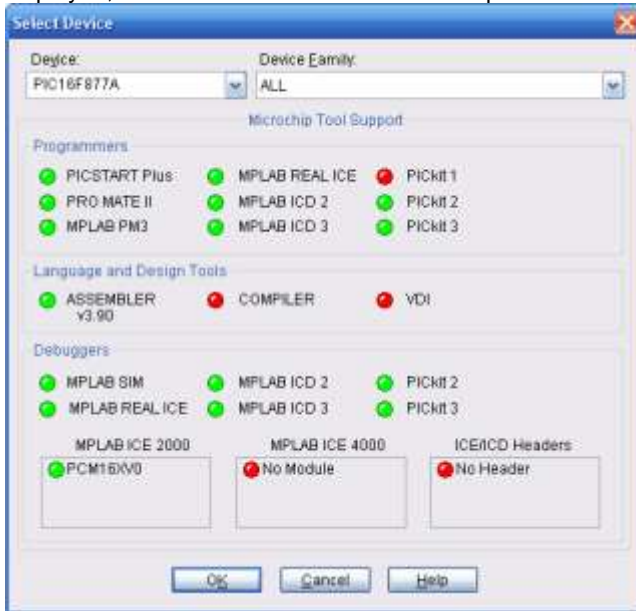 Select Device
Device: Device Family:
PIC16F877A ALL
Microchip Tool Support
Programmers
PICSTART Plus MPLAB REAL ICE PICkit 1
PRO MATE II MPLAB ICD 2 PICkit 2
MPLAB PM3 MPLAB ICD 3 PICkit 3
Language and Design Tools
ASSEMBLER COMPILER VDI
v3.90
Debuggers
MPLAB SIM MPLAB ICD 2 PICkit 2
MPLAB REAL ICE MPLAB ICD 3 PICkit 3
MPLAB ICE 2000 MPLAB ICE 4000 ICE/ICD Headers
PCM16XV0 No Module No Header
OK Cancel Help